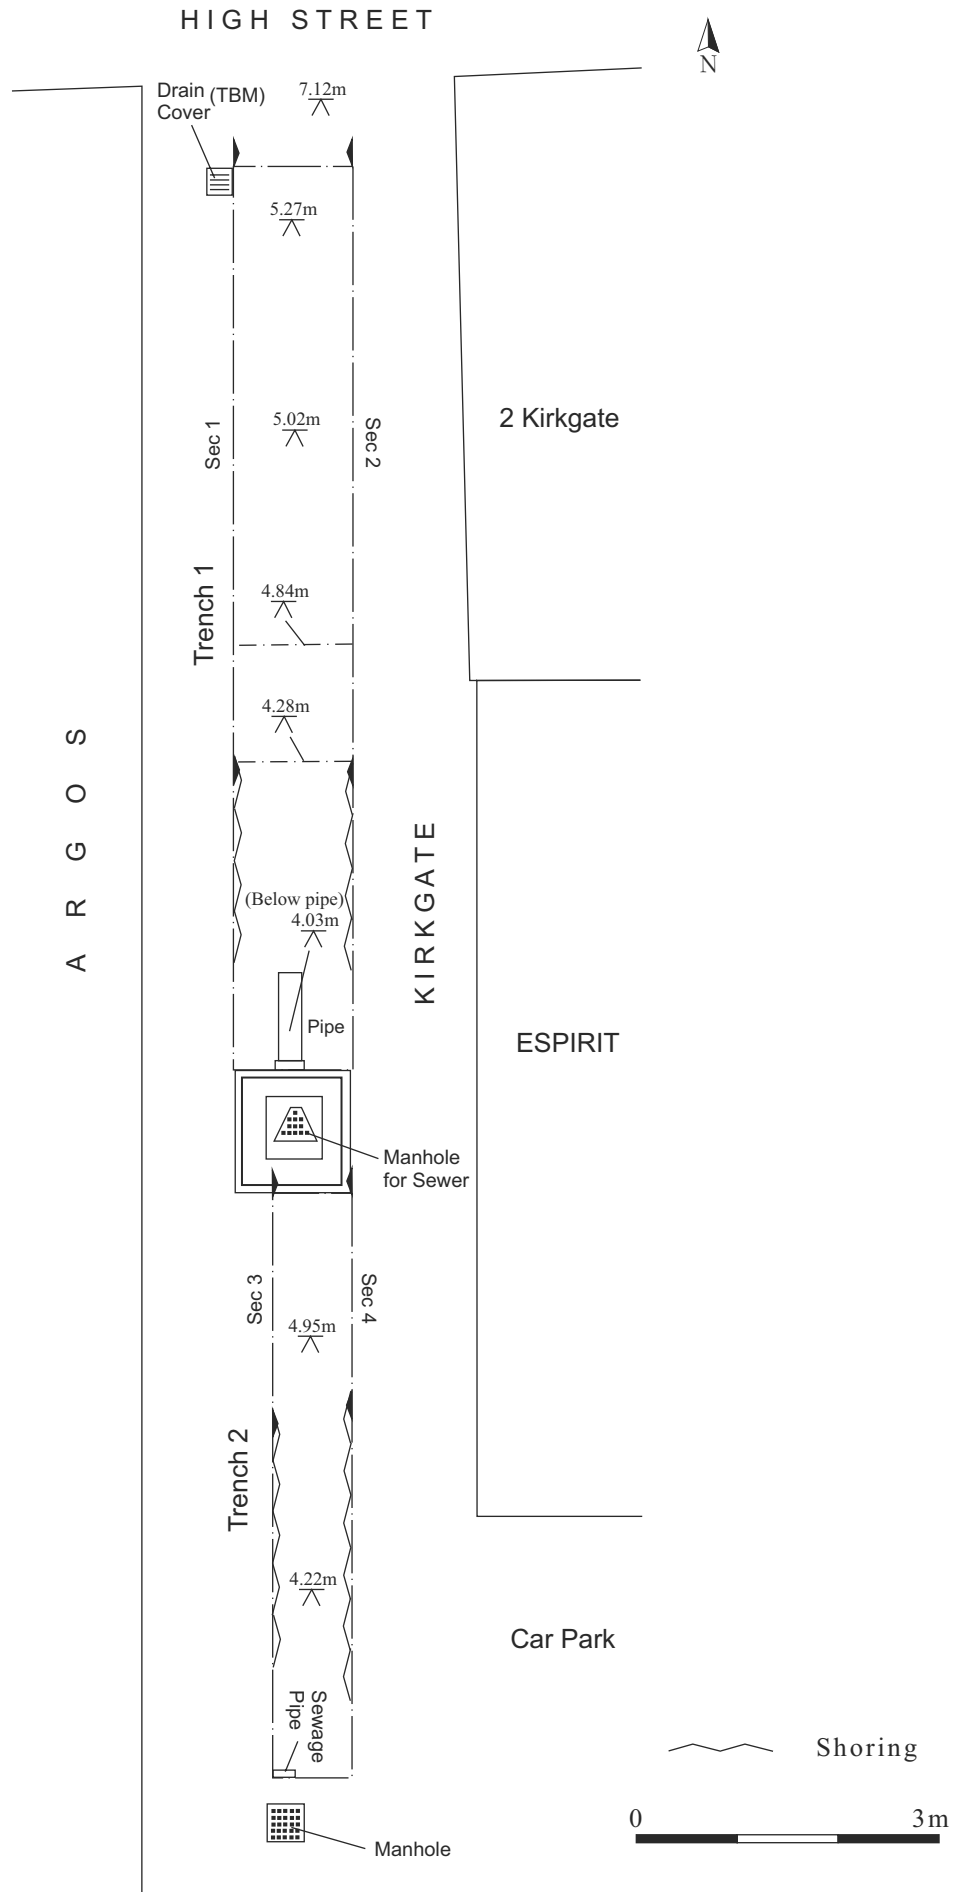 HIGH STREET
N
Drain (TBM)
Cover
7.12m
5.27m
5.02m
Sec 1
Sec 2
2 Kirkgate
Trench 1
4.84m
4.28m
ARGOS
KIRKGATE
(Below pipe)
4.03m
Pipe
ESPIRIT
Manhole
for Sewer
Sec 3
Sec 4
4.95m
Trench 2
4.22m
Car Park
Sewage
Pipe
Shoring
0 3m
Manhole